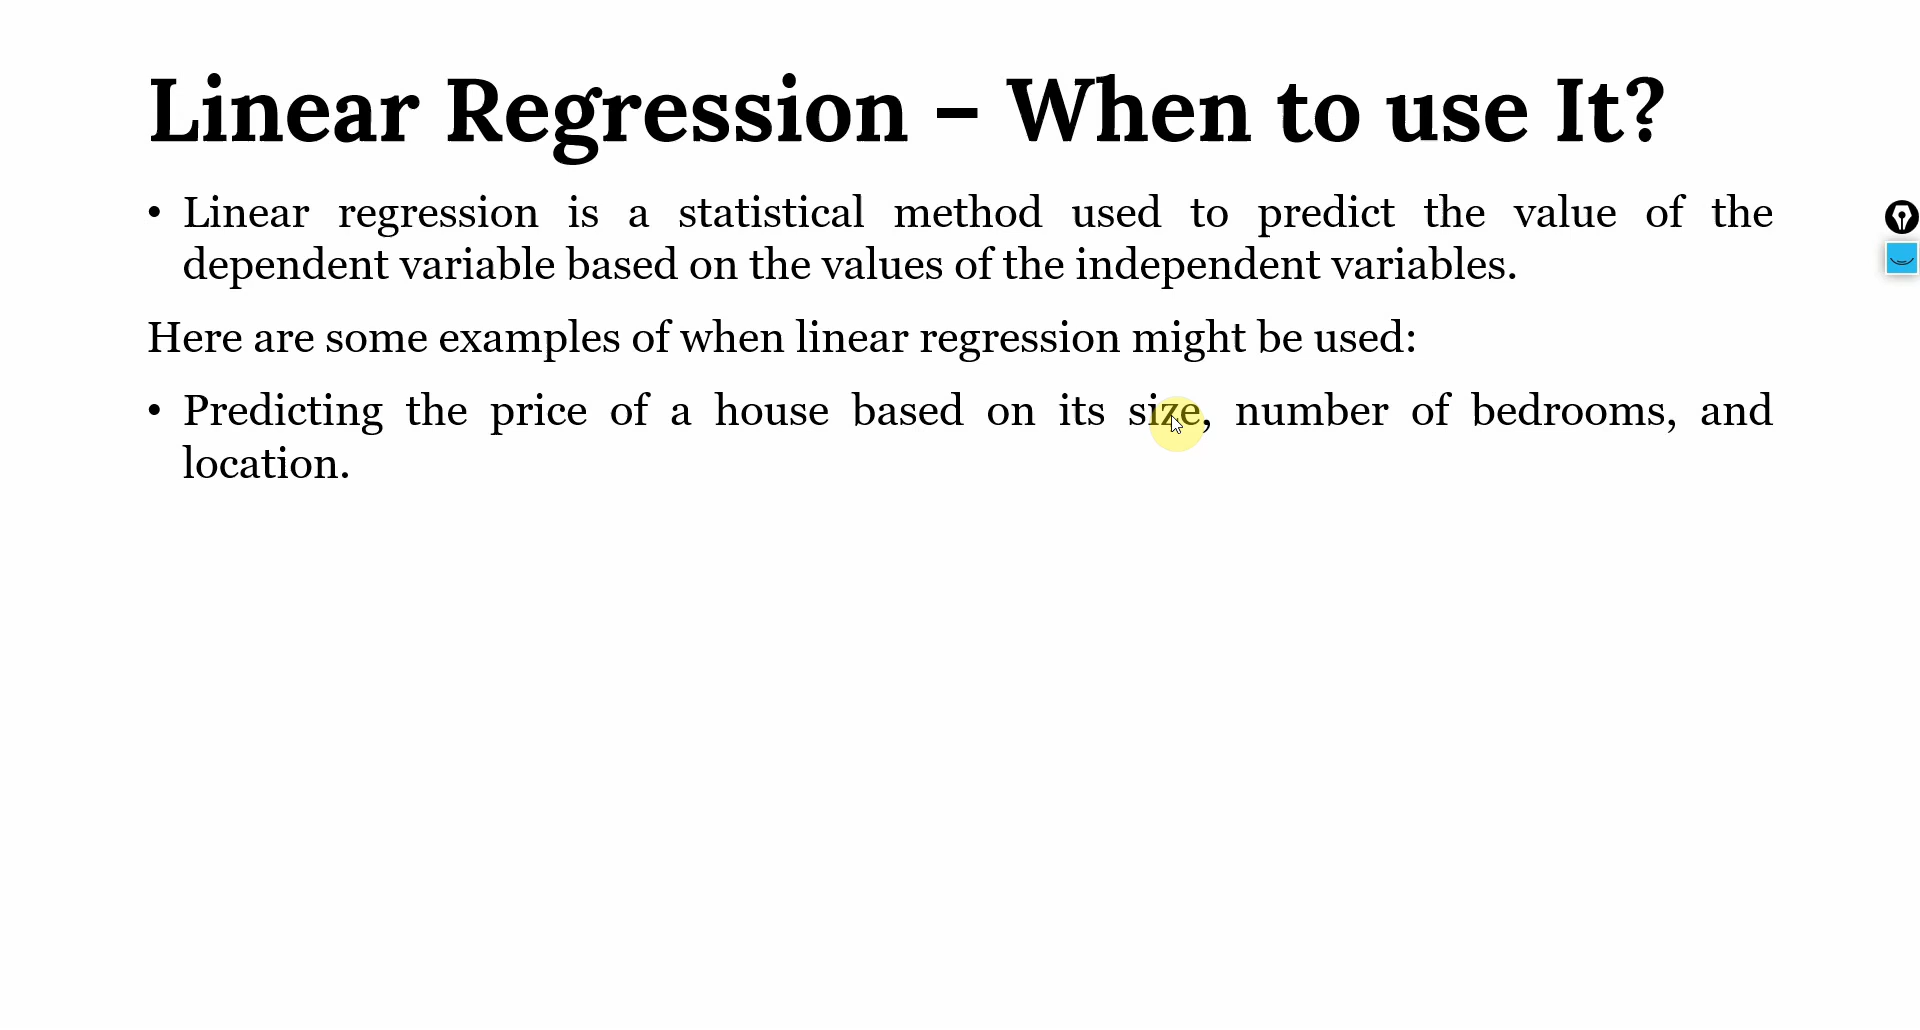 Linear Regression – When to use It?
• Linear regression is a statistical method used to predict the value of the
dependent variable based on the values of the independent variables.
Here are some examples of when linear regression might be used:
• Predicting the price of a house based on its size, number of bedrooms, and
location.